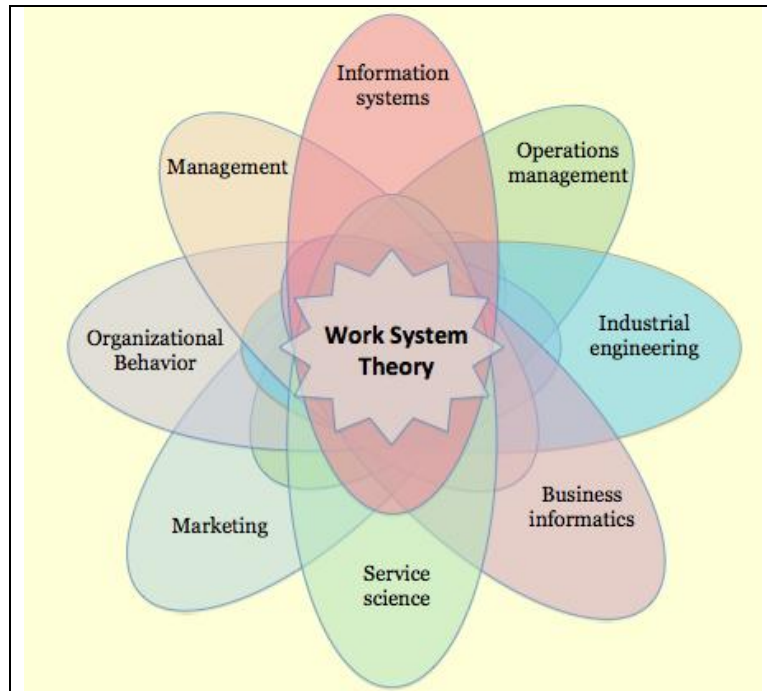 Information
systems
Operations
management
Management
Industrial
engineering
Organizational
Behavior
Work System
Theory
Business
informatics
Marketing
Service
science